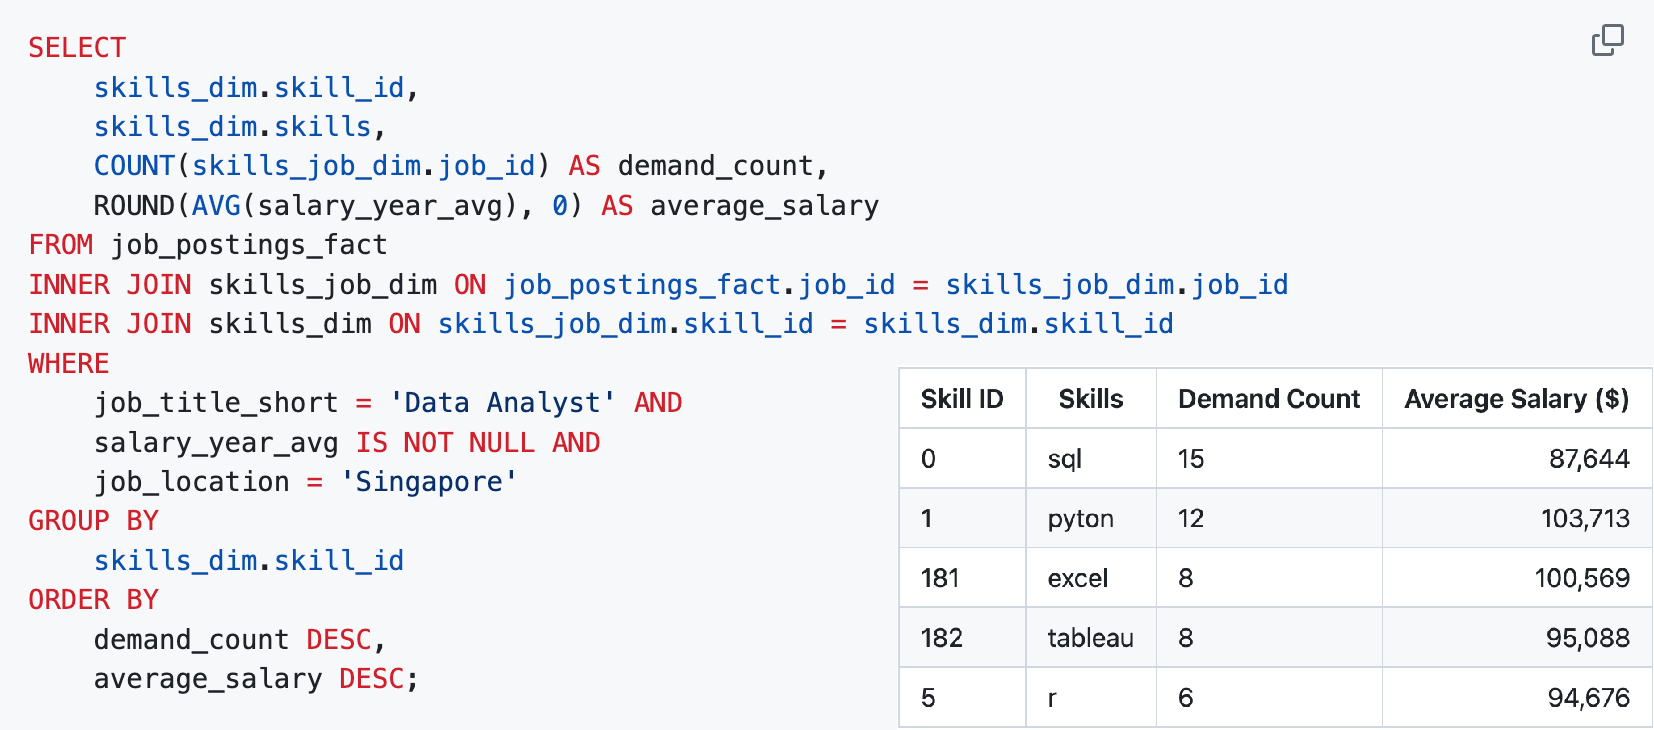 SELECT
skills_dim.skill_id,
skills_dim.skills,
COUNT(skills_job_dim.job_id) AS demand_count,
ROUND(AVG(salary_year_avg), 0) AS average_salary
FROM job_postings_fact
INNER JOIN skills_job_dim ON job_postings_fact.job_id = skills_job_dim.job_id
INNER JOIN skills_dim ON skills_job_dim.skill_id = skills_dim.skill_id
WHERE
job_title_short = 'Data Analyst' AND
salary_year_avg IS NOT NULL AND
job_location = 'Singapore'
GROUP BY
skills_dim.skill_id
ORDER BY
demand_count DESC,
average_salary DESC;
Skill ID Skills Demand Count Average Salary ($)
0 sql 15 87,644
1 pyton 12 103,713
181 excel 8 100,569
182 tableau 8 95,088
5 r 6 94,676